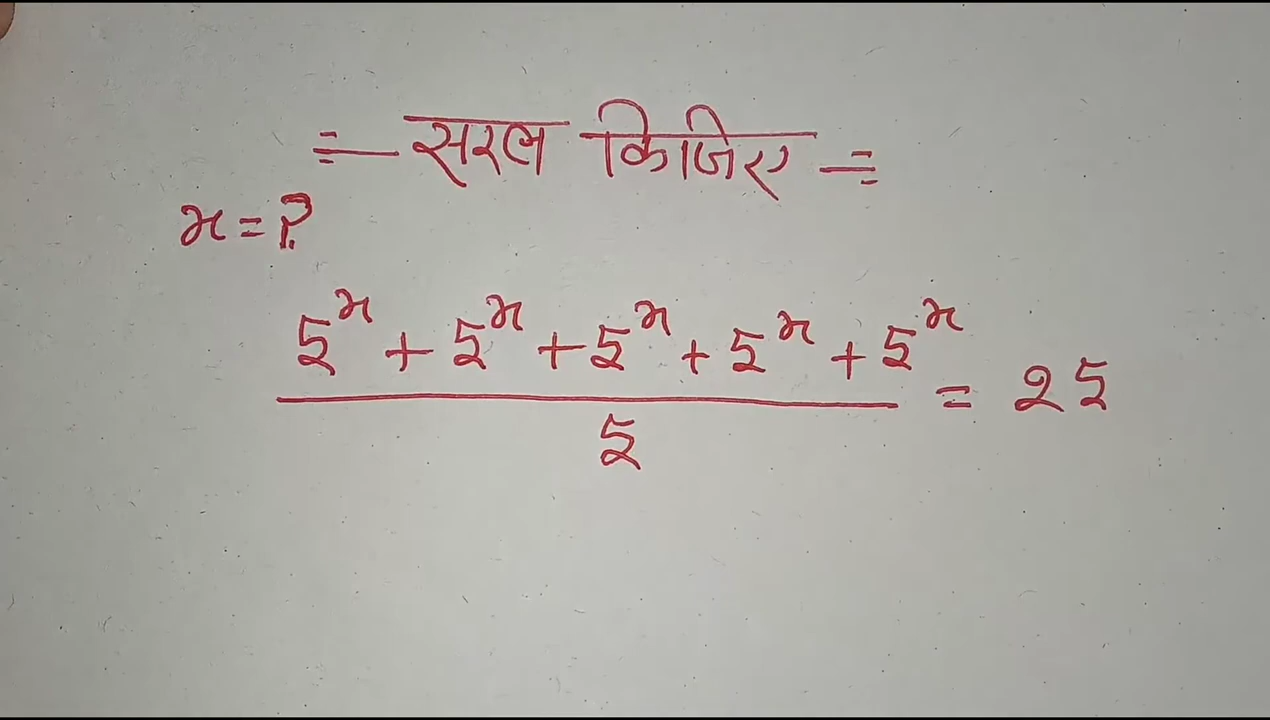 = सरल किजिए =
x = ?
5^x + 5^x + 5^x + 5^x + 5^x
= 25
5